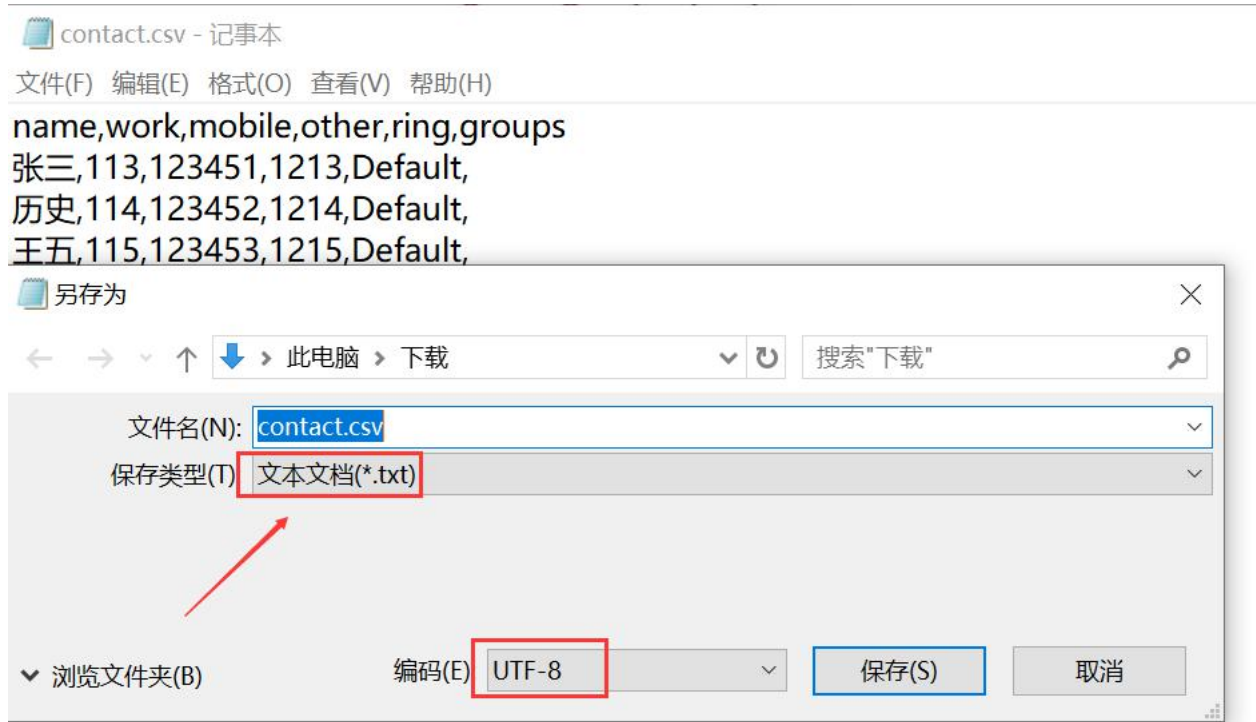 contact.csv - 记事本
文件(F) 编辑(E) 格式(O) 查看(V) 帮助(H)
name,work,mobile,other,ring,groups
张三,113,123451,1213,Default,
历史,114,123452,1214,Default,
王五,115,123453,1215,Default,
另存为
此电脑 > 下载 搜索"下载"
文件名(N): contact.csv
保存类型(T) 文本文档(*.txt)
浏览文件夹(B) 编码(E) UTF-8 保存(S) 取消